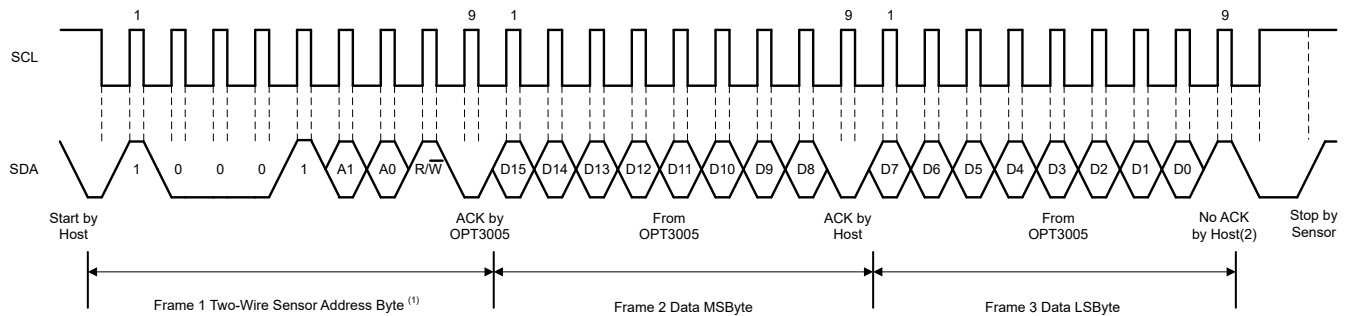 1 9 1 9 1 9
SCL
SDA
1 0 0 0 1 A1 A0 R/W̅ D15 D14 D13 D12 D11 D10 D9 D8 D7 D6 D5 D4 D3 D2 D1 D0
Start by
Host
ACK by
OPT3005
From
OPT3005
ACK by
Host
From
OPT3005
No ACK
by Host(2)
Stop by
Sensor
Frame 1 Two-Wire Sensor Address Byte (1)
Frame 2 Data MSByte
Frame 3 Data LSByte